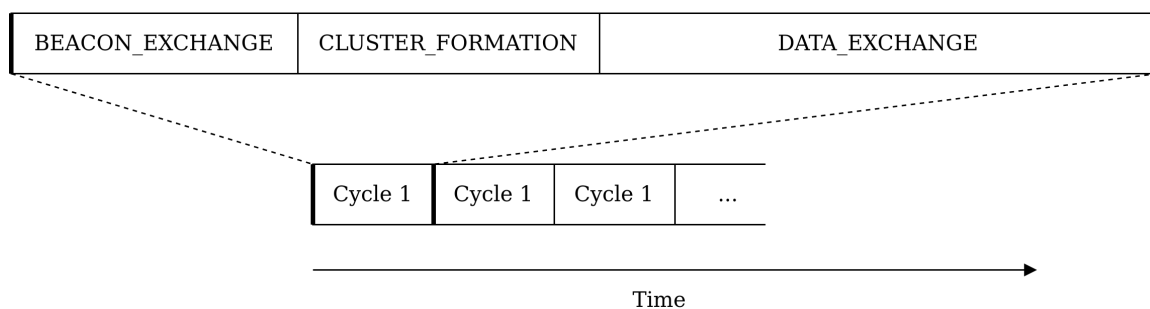 BEACON_EXCHANGE CLUSTER_FORMATION DATA_EXCHANGE
Cycle 1 Cycle 1 Cycle 1 ...
Time